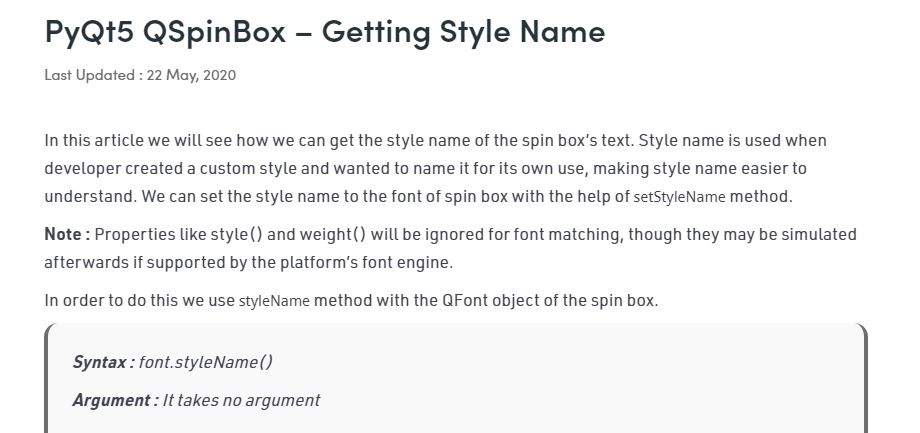 PyQt5 QSpinBox – Getting Style Name
Last Updated : 22 May, 2020
In this article we will see how we can get the style name of the spin box’s text. Style name is used when
developer created a custom style and wanted to name it for its own use, making style name easier to
understand. We can set the style name to the font of spin box with the help of setStyleName method.
Note : Properties like style() and weight() will be ignored for font matching, though they may be simulated
afterwards if supported by the platform’s font engine.
In order to do this we use styleName method with the QFont object of the spin box.
Syntax : font.styleName()
Argument : It takes no argument